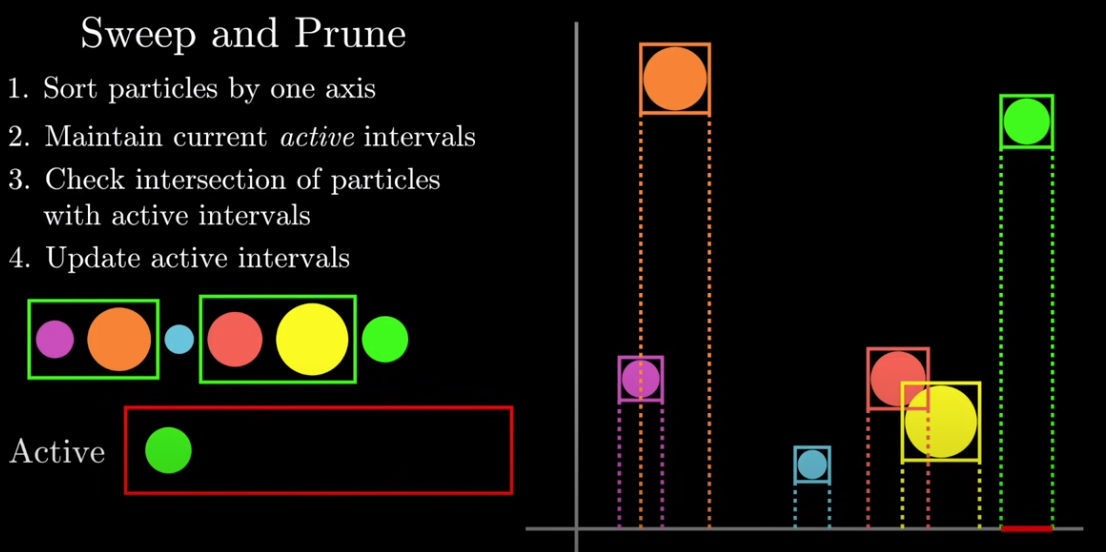 Sweep and Prune
1. Sort particles by one axis
2. Maintain current active intervals
3. Check intersection of particles
with active intervals
4. Update active intervals
Active